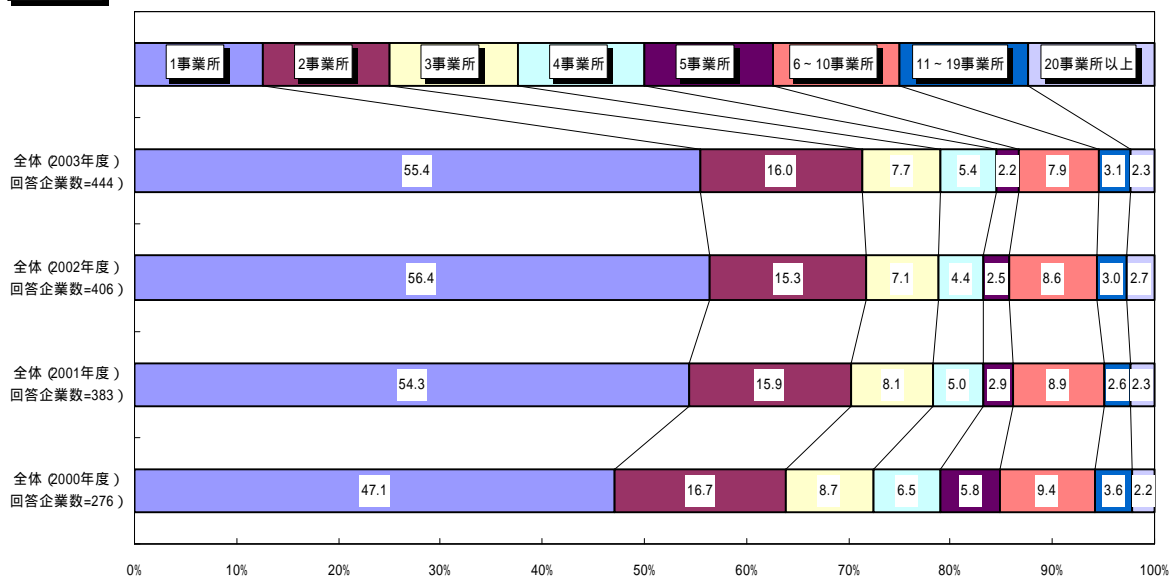 1事業所 2事業所 3事業所 4事業所 5事業所 6~10事業所 11~19事業所 20事業所以上
全体(2003年度)
回答企業数=444)
55.4 16.0 7.7 5.4 2.2 7.9 3.1 2.3
全体(2002年度)
回答企業数=406)
56.4 15.3 7.1 4.4 2.5 8.6 3.0 2.7
全体(2001年度)
回答企業数=383)
54.3 15.9 8.1 5.0 2.9 8.9 2.6 2.3
全体(2000年度)
回答企業数=276)
47.1 16.7 8.7 6.5 5.8 9.4 3.6 2.2
0% 10% 20% 30% 40% 50% 60% 70% 80% 90% 100%